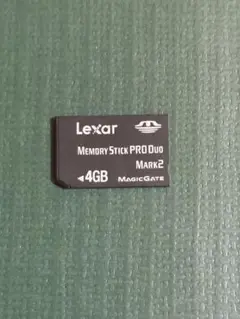 Lexar
MEMORY STICK PRO DUO
MARK2
4GB
MAGICGATE